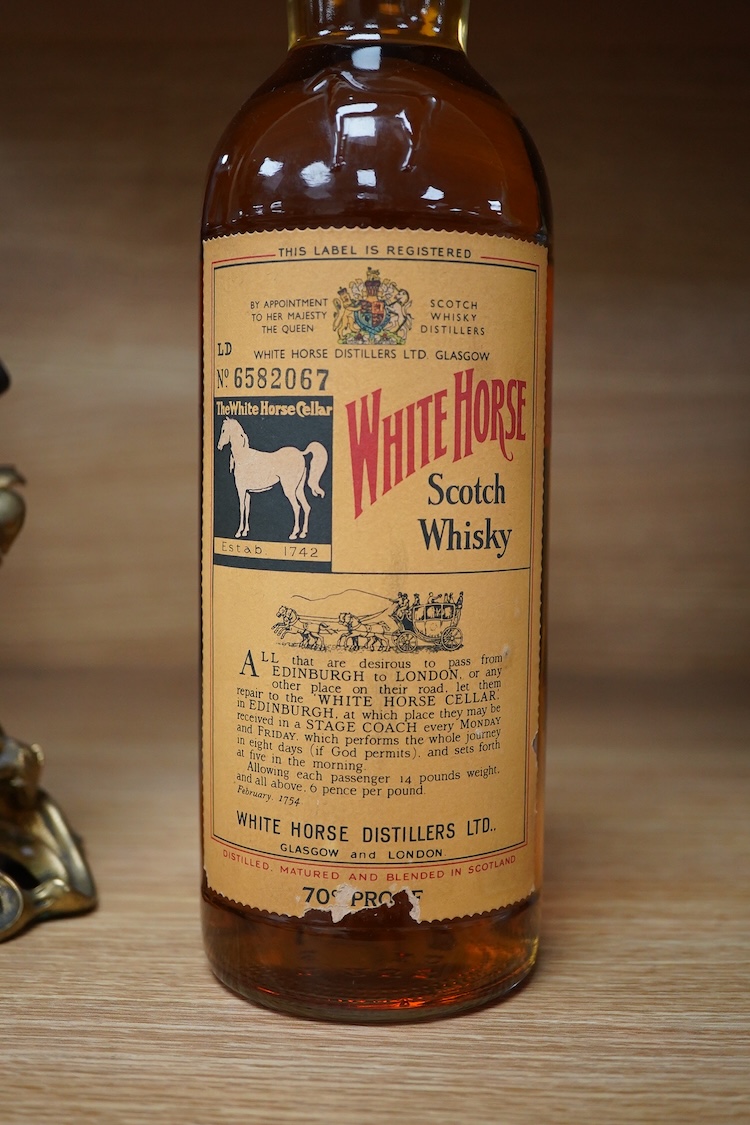 THIS LABEL IS REGISTERED
BY APPOINTMENT
TO HER MAJESTY
THE QUEEN
SCOTCH
WHISKY
DISTILLERS
WHITE HORSE DISTILLERS LTD. GLASGOW
LD
No. 6582067
The White Horse Cellar
Estab. 1742
WHITE HORSE
Scotch
Whisky
ALL that are desirous to pass from
EDINBURGH to LONDON, or any
other place on their road, let them
repair to the 'WHITE HORSE CELLAR,'
in EDINBURGH, at which place they may be
received in a STAGE COACH every MONDAY
and FRIDAY, which performs the whole journey
in eight days (if God permits), and sets forth
at five in the morning.
Allowing each passenger 14 pounds weight,
and all above, 6 pence per pound.
February, 1754.
WHITE HORSE DISTILLERS LTD.,
GLASGOW and LONDON.
DISTILLED, MATURED AND BLENDED IN SCOTLAND
70° PROOF